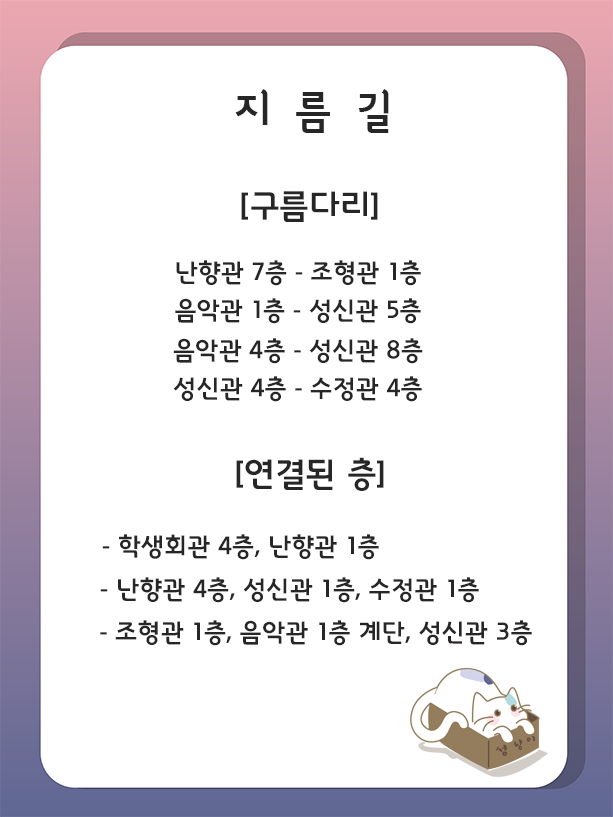 지 름 길
[구름다리]
난향관 7층 - 조형관 1층
음악관 1층 - 성신관 5층
음악관 4층 - 성신관 8층
성신관 4층 - 수정관 4층
[연결된 층]
- 학생회관 4층, 난향관 1층
- 난향관 4층, 성신관 1층, 수정관 1층
- 조형관 1층, 음악관 1층 계단, 성신관 3층